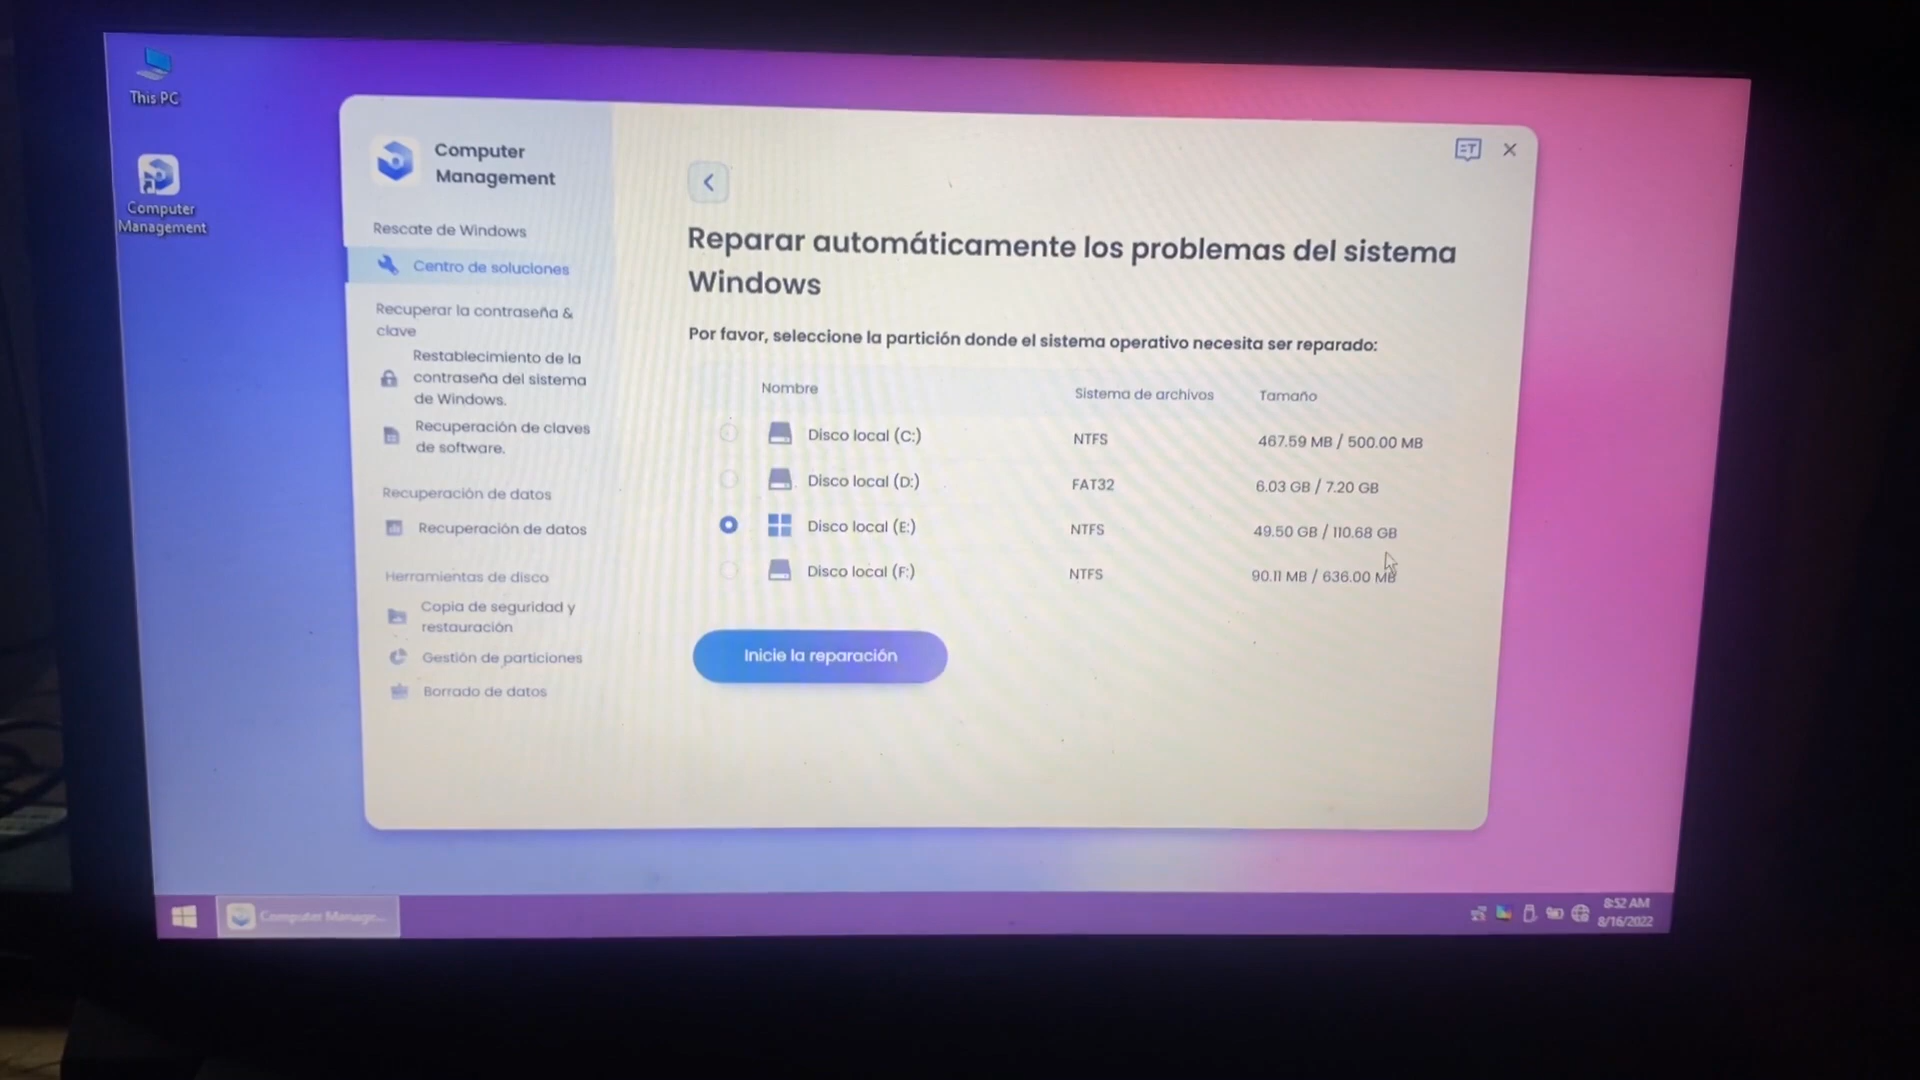 This PC
Computer
Management
Computer
Management
Rescate de Windows
Centro de soluciones
Recuperar la contraseña &
clave
Restablecimiento de la
contraseña del sistema
de Windows.
Recuperación de claves
de software.
Recuperación de datos
Recuperación de datos
Herramientas de disco
Copia de seguridad y
restauración
Gestión de particiones
Borrado de datos
Reparar automáticamente los problemas del sistema
Windows
Por favor, seleccione la partición donde el sistema operativo necesita ser reparado:
Nombre Sistema de archivos Tamaño
Disco local (C:) NTFS 467.59 MB / 500.00 MB
Disco local (D:) FAT32 6.03 GB / 7.20 GB
Disco local (E:) NTFS 49.50 GB / 110.68 GB
Disco local (F:) NTFS 90.11 MB / 636.00 MB
Inicie la reparación
Computer Manage...
8:52 AM
8/16/2022